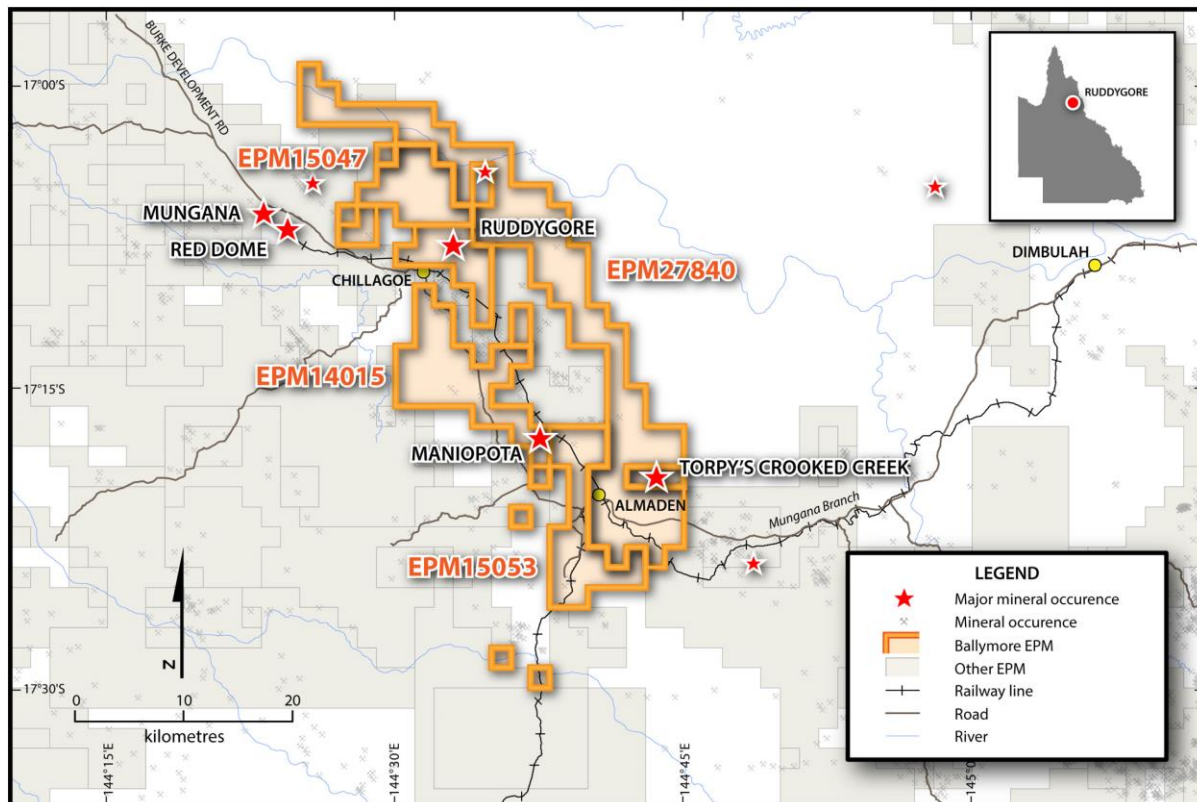 BURKE DEVELOPMENT RD
17°00'S
RUDDYGORE
EPM15047
MUNGANA
RED DOME
RUDDYGORE
CHILLAGOE
EPM27840
DIMBULAH
EPM14015
17°15'S
MANIOPOTA
TORPY'S CROOKED CREEK
ALMADEN
Mungana Branch
EPM15053
LEGEND
Major mineral occurence
Mineral occurence
Ballymore EPM
Other EPM
Railway line
Road
River
N
17°30'S
0 10 20
kilometres
144°15'E
144°30'E
144°45'E